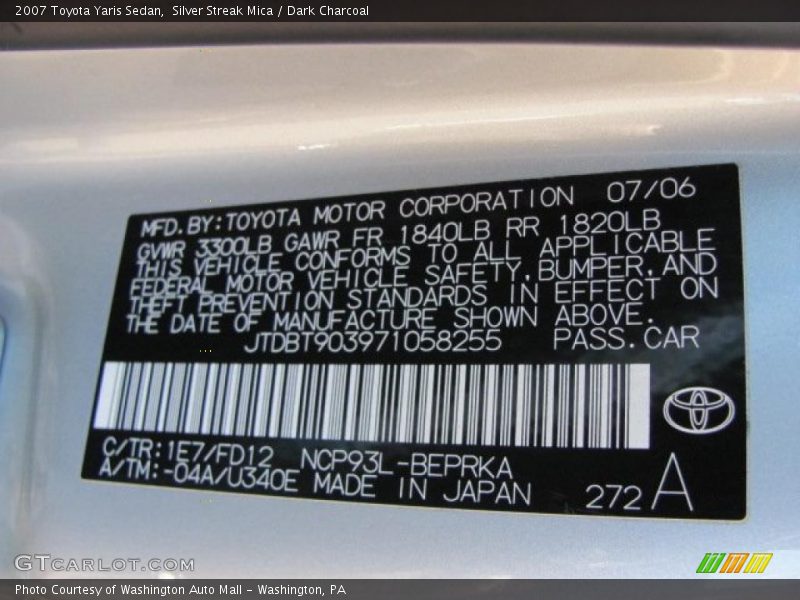 2007 Toyota Yaris Sedan,  Silver Streak Mica / Dark Charcoal
MFD. BY: TOYOTA MOTOR CORPORATION 07/06
GVWR 3300LB GAWR FR 1840LB RR 1820LB
THIS VEHICLE CONFORMS TO ALL APPLICABLE
FEDERAL MOTOR VEHICLE SAFETY, BUMPER, AND
THEFT PREVENTION STANDARDS IN EFFECT ON
THE DATE OF MANUFACTURE SHOWN ABOVE.
JTDBT903971058255 PASS. CAR
C/TR: 1E7/FD12 NCP93L-BEPRKA
A/TM: -04A/U340E MADE IN JAPAN 272 A
GTCARLOT.COM
Photo Courtesy of Washington Auto Mall - Washington, PA